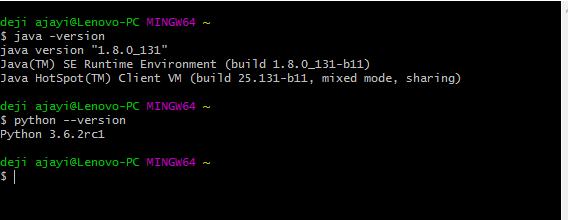 deji ajayi@Lenovo-PC MINGW64 ~
$ java -version
java version "1.8.0_131"
Java(TM) SE Runtime Environment (build 1.8.0_131-b11)
Java HotSpot(TM) Client VM (build 25.131-b11, mixed mode, sharing)
deji ajayi@Lenovo-PC MINGW64 ~
$ python --version
Python 3.6.2rc1
deji ajayi@Lenovo-PC MINGW64 ~
$